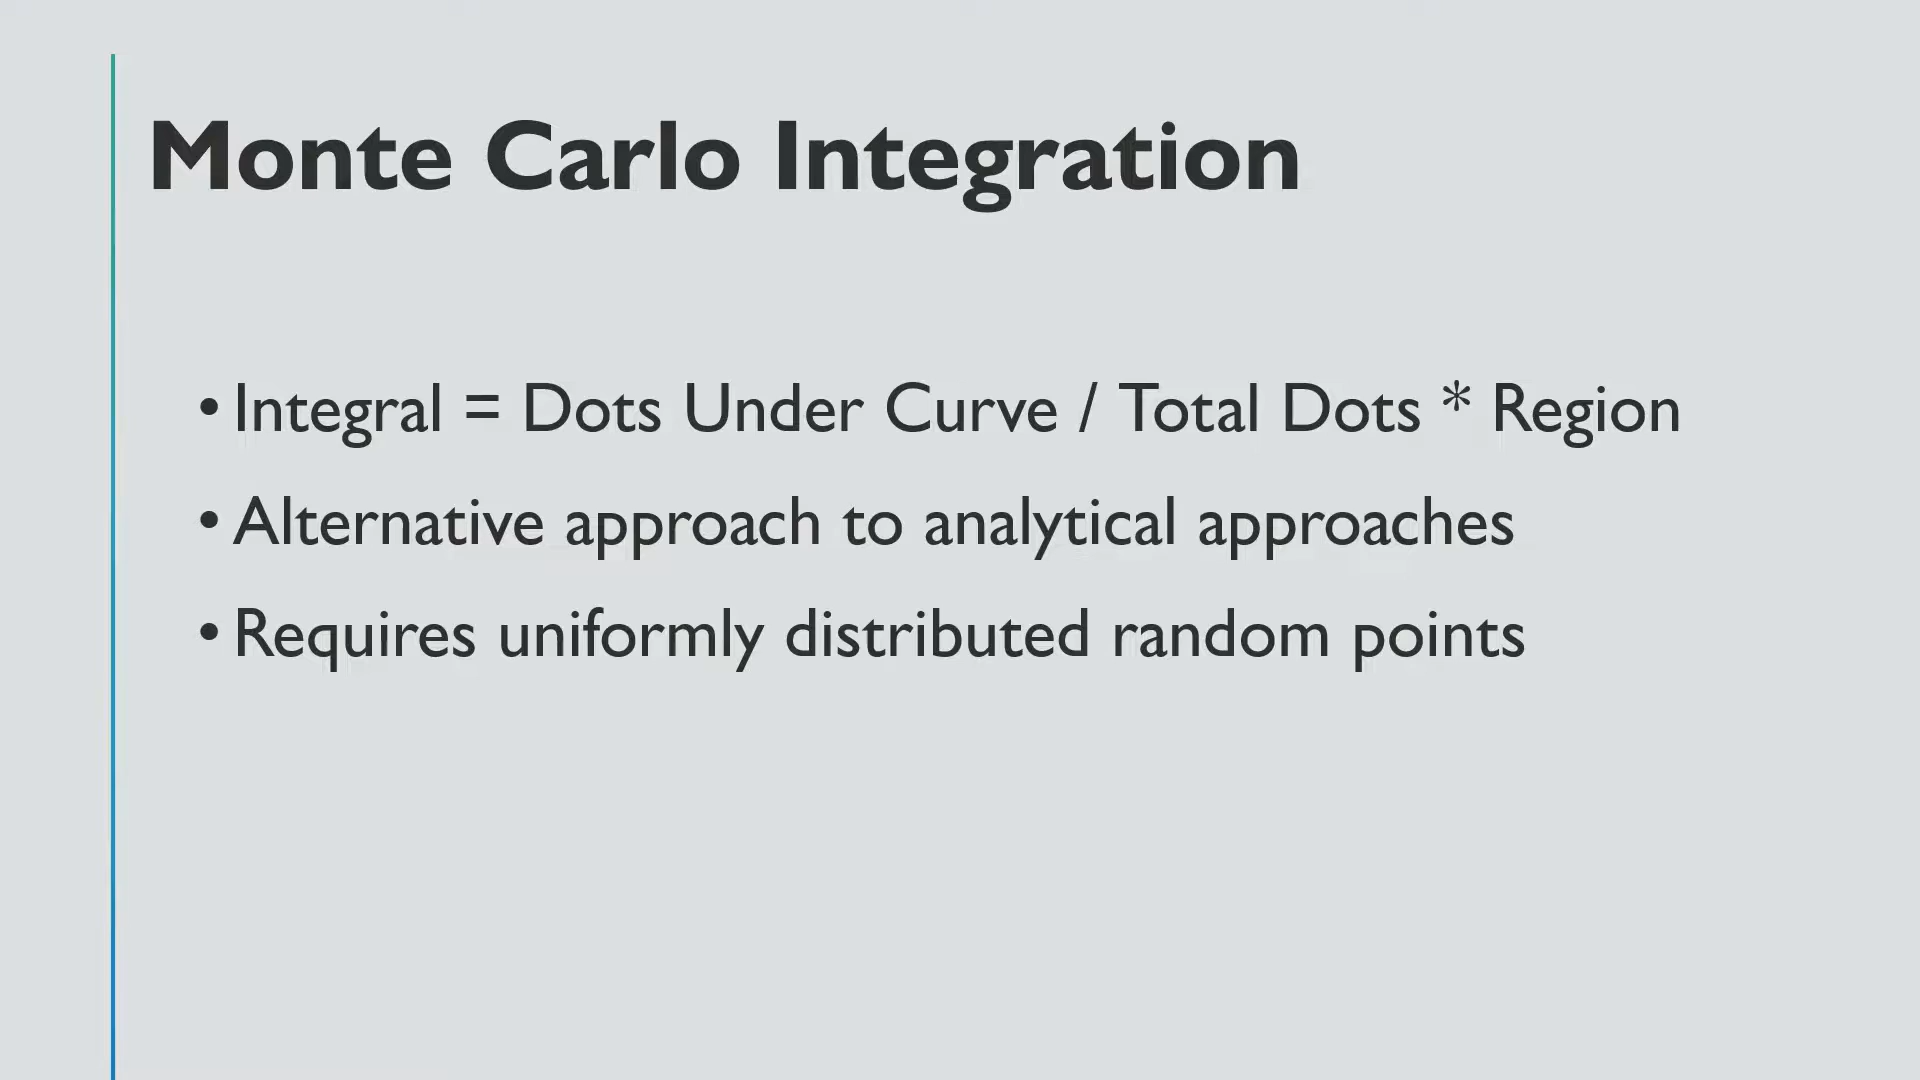 Monte Carlo Integration
• Integral = Dots Under Curve / Total Dots * Region
• Alternative approach to analytical approaches
• Requires uniformly distributed random points